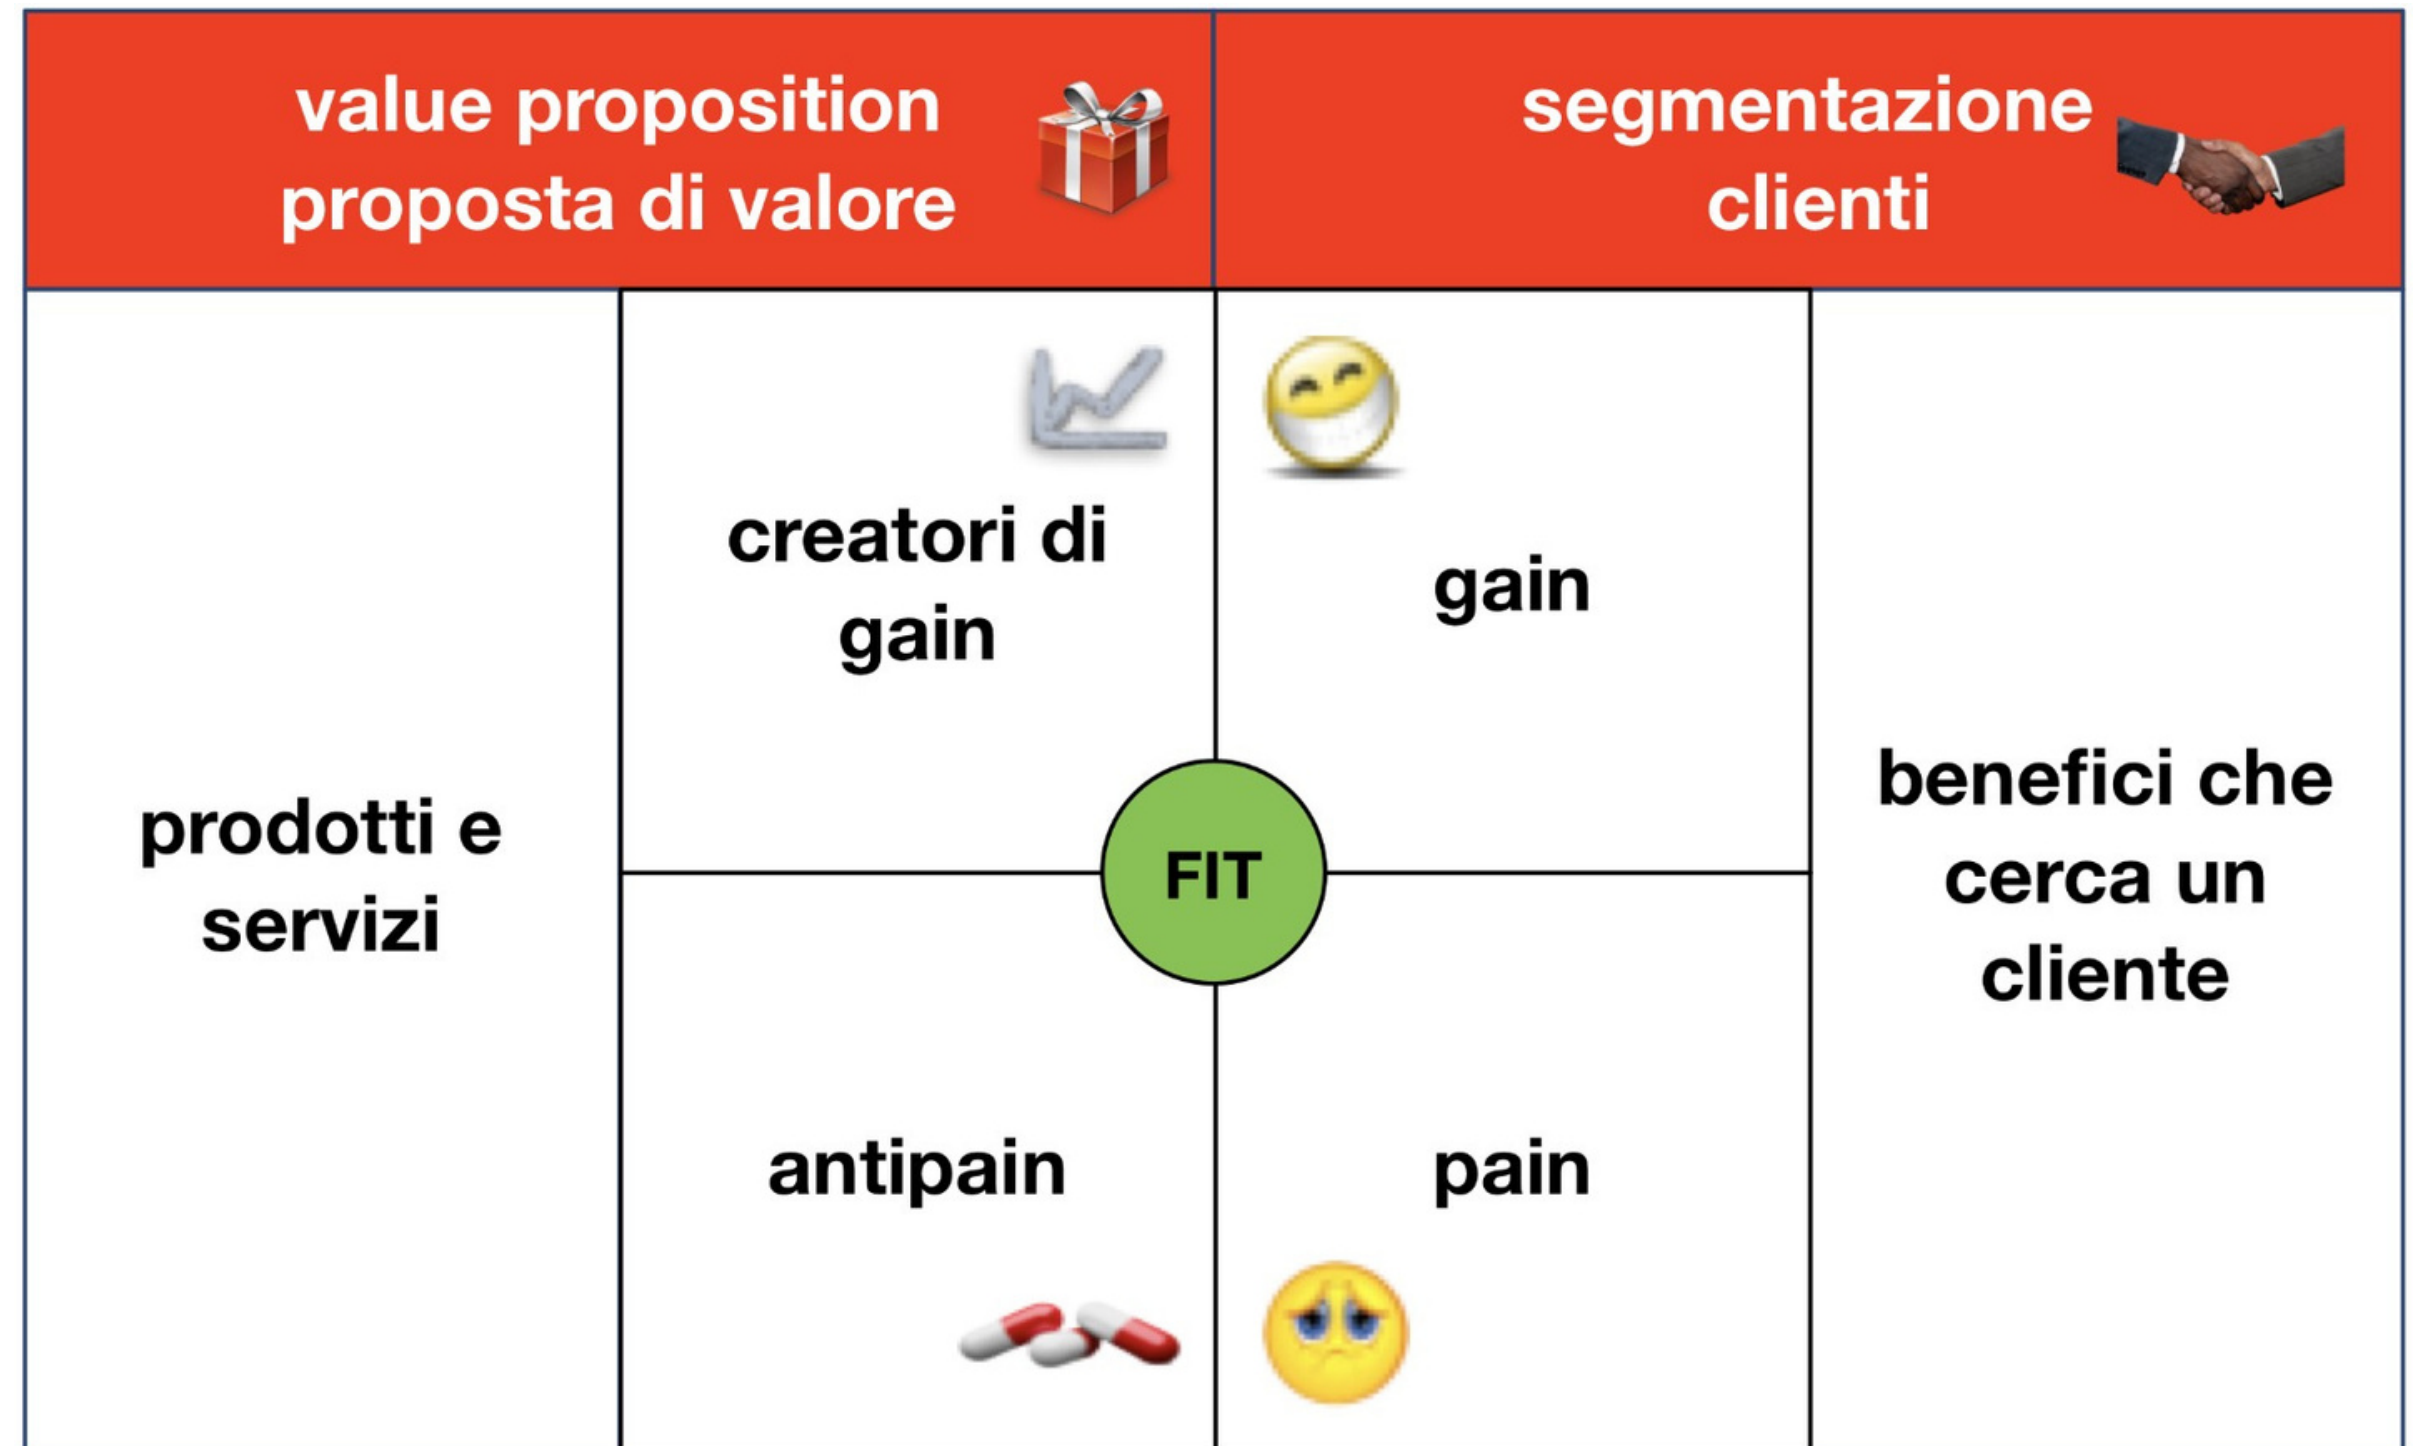 value proposition
proposta di valore
segmentazione
clienti
prodotti e
servizi
creatori di
gain
gain
FIT
antipain
pain
benefici che
cerca un
cliente